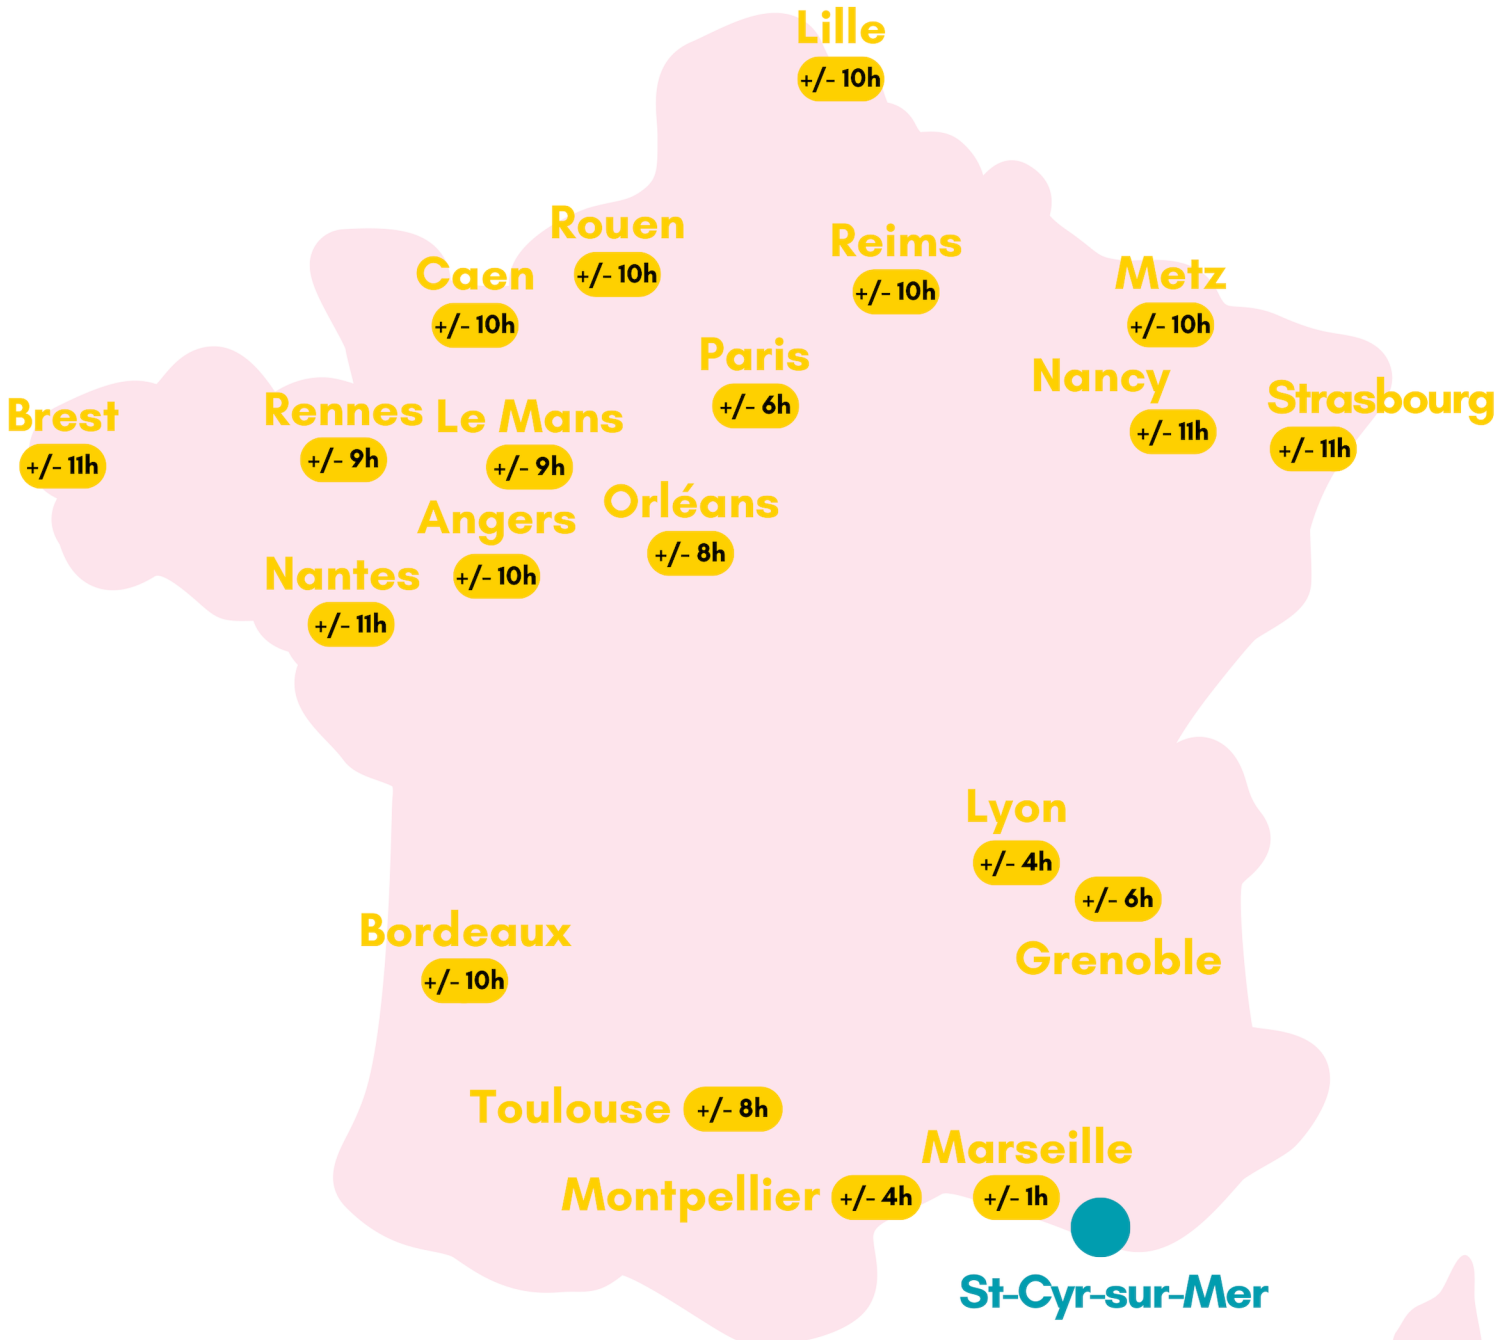 Lille
+/- 10h
Rouen
+/- 10h
Reims
+/- 10h
Caen
+/- 10h
Metz
+/- 10h
Paris
+/- 6h
Nancy
+/- 11h
Strasbourg
+/- 11h
Brest
+/- 11h
Rennes
+/- 9h
Le Mans
+/- 9h
Orléans
+/- 8h
Angers
+/- 10h
Nantes
+/- 11h
Lyon
+/- 4h
+/- 6h
Grenoble
Bordeaux
+/- 10h
Toulouse +/- 8h
Marseille
+/- 1h
Montpellier +/- 4h
St-Cyr-sur-Mer